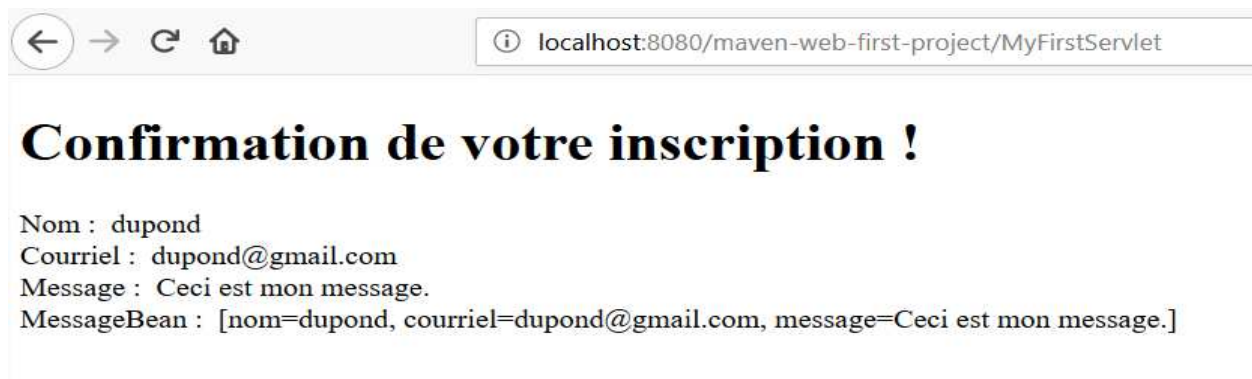 localhost:8080/maven-web-first-project/MyFirstServlet
Confirmation de votre inscription !
Nom : dupond
Courriel : dupond@gmail.com
Message : Ceci est mon message.
MessageBean : [nom=dupond, courriel=dupond@gmail.com, message=Ceci est mon message.]